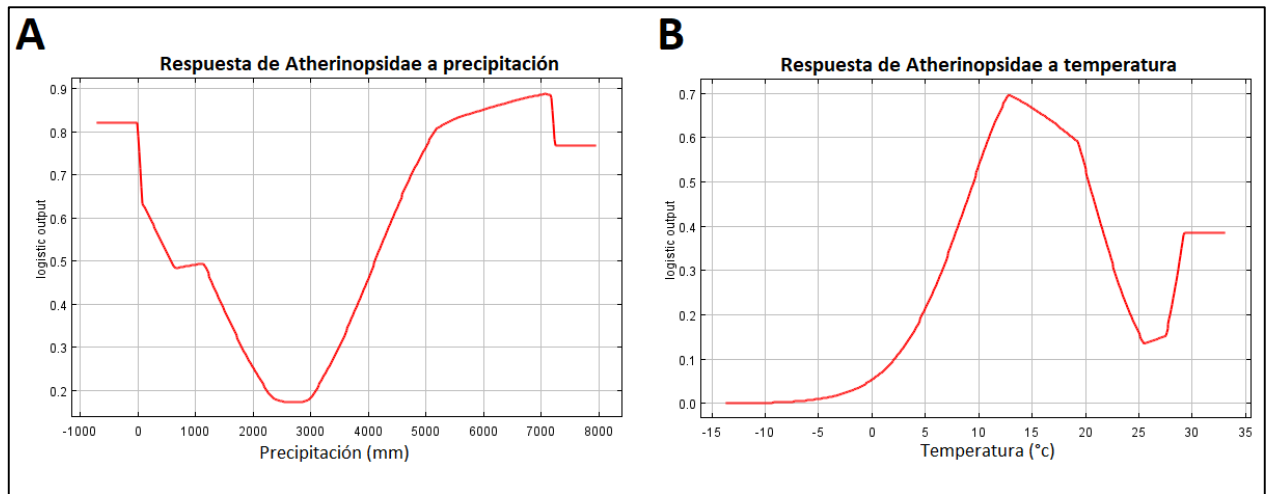 A
Respuesta de Atherinopsidae a precipitación
logistic output
0.9
0.8
0.7
0.6
0.5
0.4
0.3
0.2
-1000 0 1000 2000 3000 4000 5000 6000 7000 8000
Precipitación (mm)
B
Respuesta de Atherinopsidae a temperatura
logistic output
0.7
0.6
0.5
0.4
0.3
0.2
0.1
0.0
-15 -10 -5 0 5 10 15 20 25 30 35
Temperatura (°c)